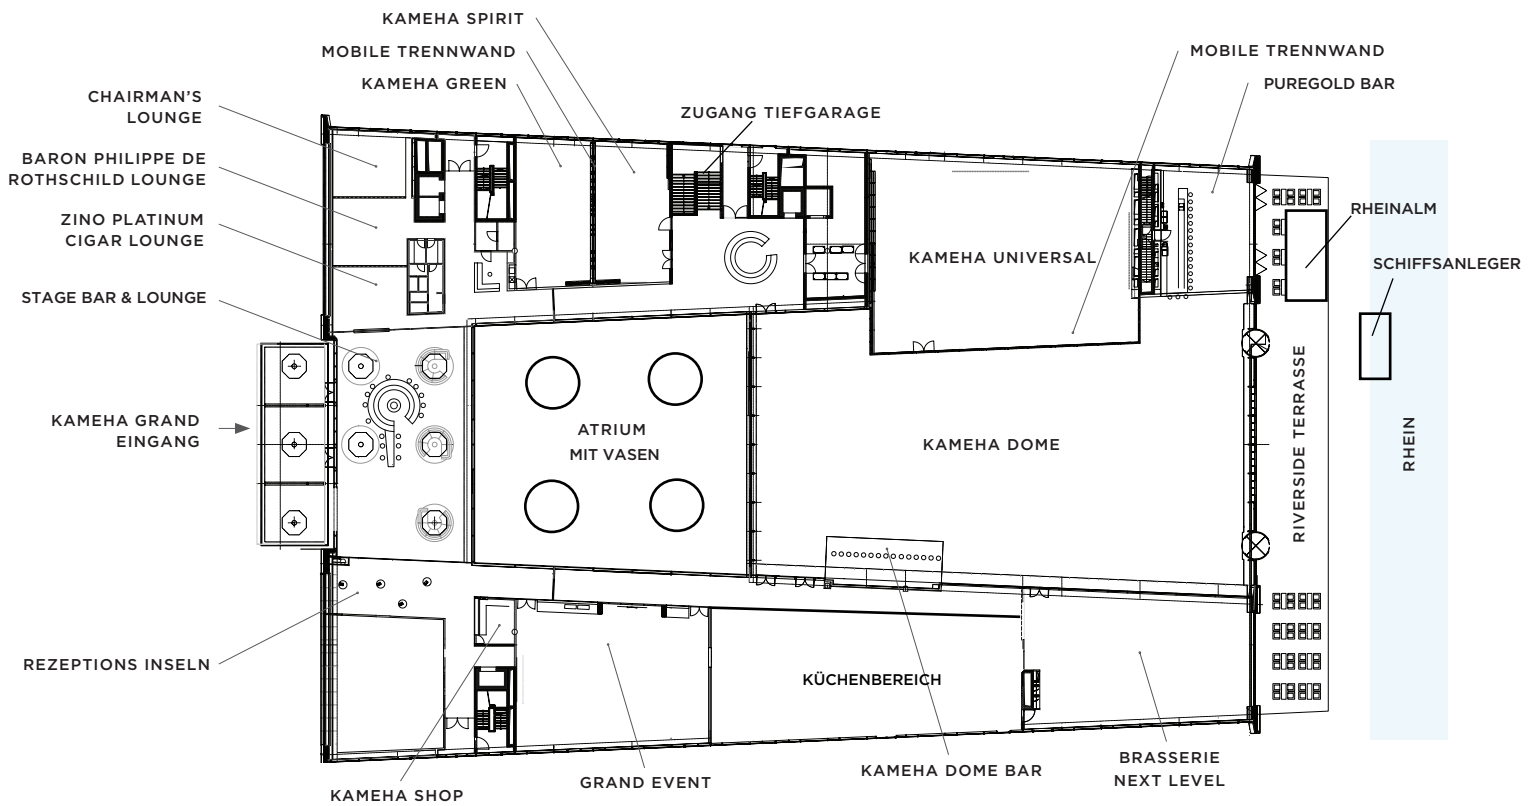 KAMEHA SPIRIT
MOBILE TRENNWAND
KAMEHA GREEN
MOBILE TRENNWAND
PUREGOLD BAR
CHAIRMAN'S
LOUNGE
ZUGANG TIEFGARAGE
BARON PHILIPPE DE
ROTHSCHILD LOUNGE
ZINO PLATINUM
CIGAR LOUNGE
RHEINALM
KAMEHA UNIVERSAL
SCHIFFSANLEGER
STAGE BAR & LOUNGE
KAMEHA GRAND
EINGANG
ATRIUM
MIT VASEN
KAMEHA DOME
RIVERSIDE TERRASSE
RHEIN
REZEPTIONS INSELN
KÜCHENBEREICH
KAMEHA SHOP
GRAND EVENT
KAMEHA DOME BAR
BRASSERIE
NEXT LEVEL